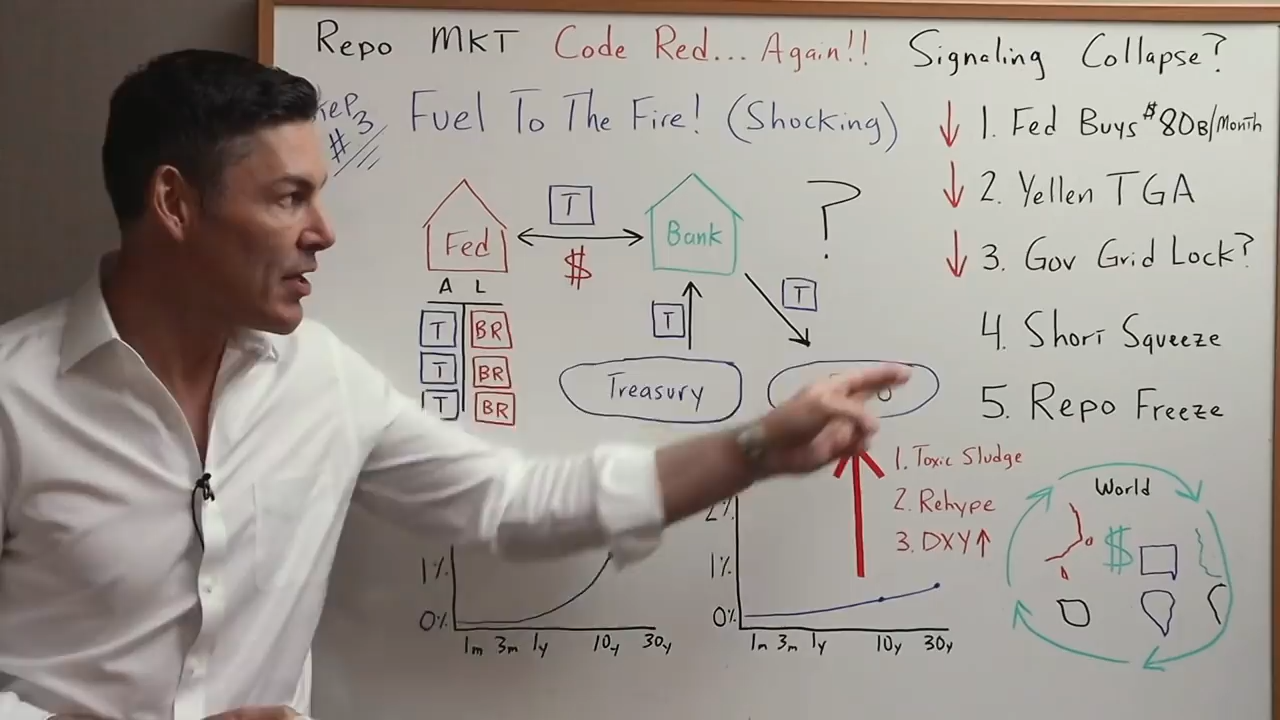 Repo MKT Code Red... Again!! Signaling Collapse?
#3
Fuel To The Fire! (Shocking)
1. Fed Buys $80B/Month
2. Yellen TGA
3. Gov Grid Lock?
4. Short Squeeze
5. Repo Freeze
T
Fed
$
Bank
?
A L
T BR
T BR
T BR
T
T
Treasury
1. Toxic Sludge
2. Rehype
3. DXY↑
World
$
1%
0%
1m 3m 1y 10y 30y
2%
1%
0%
1m 3m 1y 10y 30y